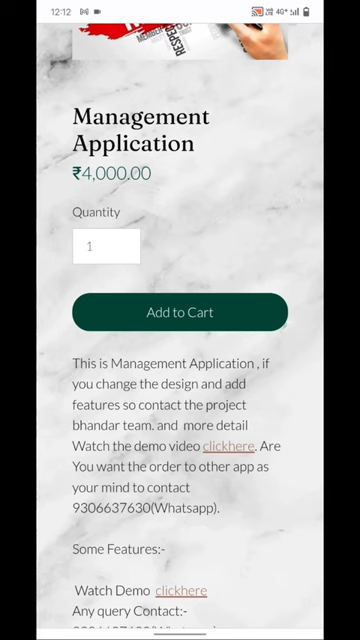 12:12
4G+
RESPE
Management
Application
₹4,000.00
Quantity
1
Add to Cart
This is Management Application , if
you change the design and add
features so contact the project
bhandar team. and more detail
Watch the demo video clickhere. Are
You want the order to other app as
your mind to contact
9306637630(Whatsapp).
Some Features:-
Watch Demo clickhere
Any query Contact:-